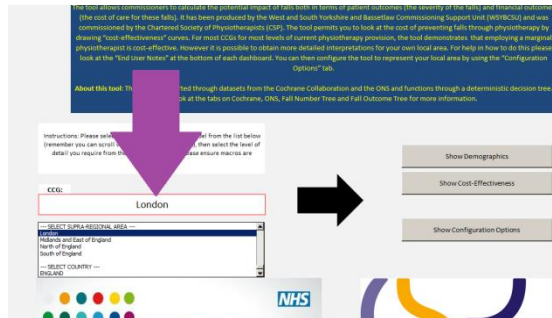 The tool allows commissioners to calculate the potential impact of falls both in terms of patient outcomes (the severity of the falls) and financial outcomes
(the cost of care for these falls). It has been produced by the West and South Yorkshire and Bassetlaw Commissioning Support Unit (WSYBCSU) and was
commissioned by the Chartered Society of Physiotherapists (CSP). The tool permits you to look at the cost of preventing falls through physiotherapy by
drawing "cost-effectiveness" curves. For most CCGs for most levels of current physiotherapy provision, the tool demonstrates that employing a marginal
physiotherapist is cost-effective. However it is possible to obtain more detailed interpretations for your own local area. For help in how to do this please
look at the "End User Notes" at the bottom of each dashboard. You can then configure the tool to represent your local area by using the "Configuration
Options" tab.
About this tool: Th rted through datasets from the Cochrane Collaboration and the ONS and functions through a deterministic decision tree.
ok at the tabs on Cochrane, ONS, Fall Number Tree and Fall Outcome Tree for more information.
Instructions: Please sele el from the list below
(remember you can scroll , then select the level of
detail you require from th ase ensure macros are
CCG:
London
--- SELECT SUPRA-REGIONAL AREA ---
London
Midlands and East of England
North of England
South of England
--- SELECT COUNTRY ---
ENGLAND
Show Demographics
Show Cost-Effectiveness
Show Configuration Options
NHS